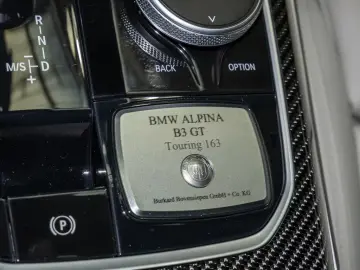 R
N
D
M/S
+
BACK
OPTION
BMW ALPINA
B3 GT
Touring 163
Burkard Bovensiepen GmbH + Co. KG
P